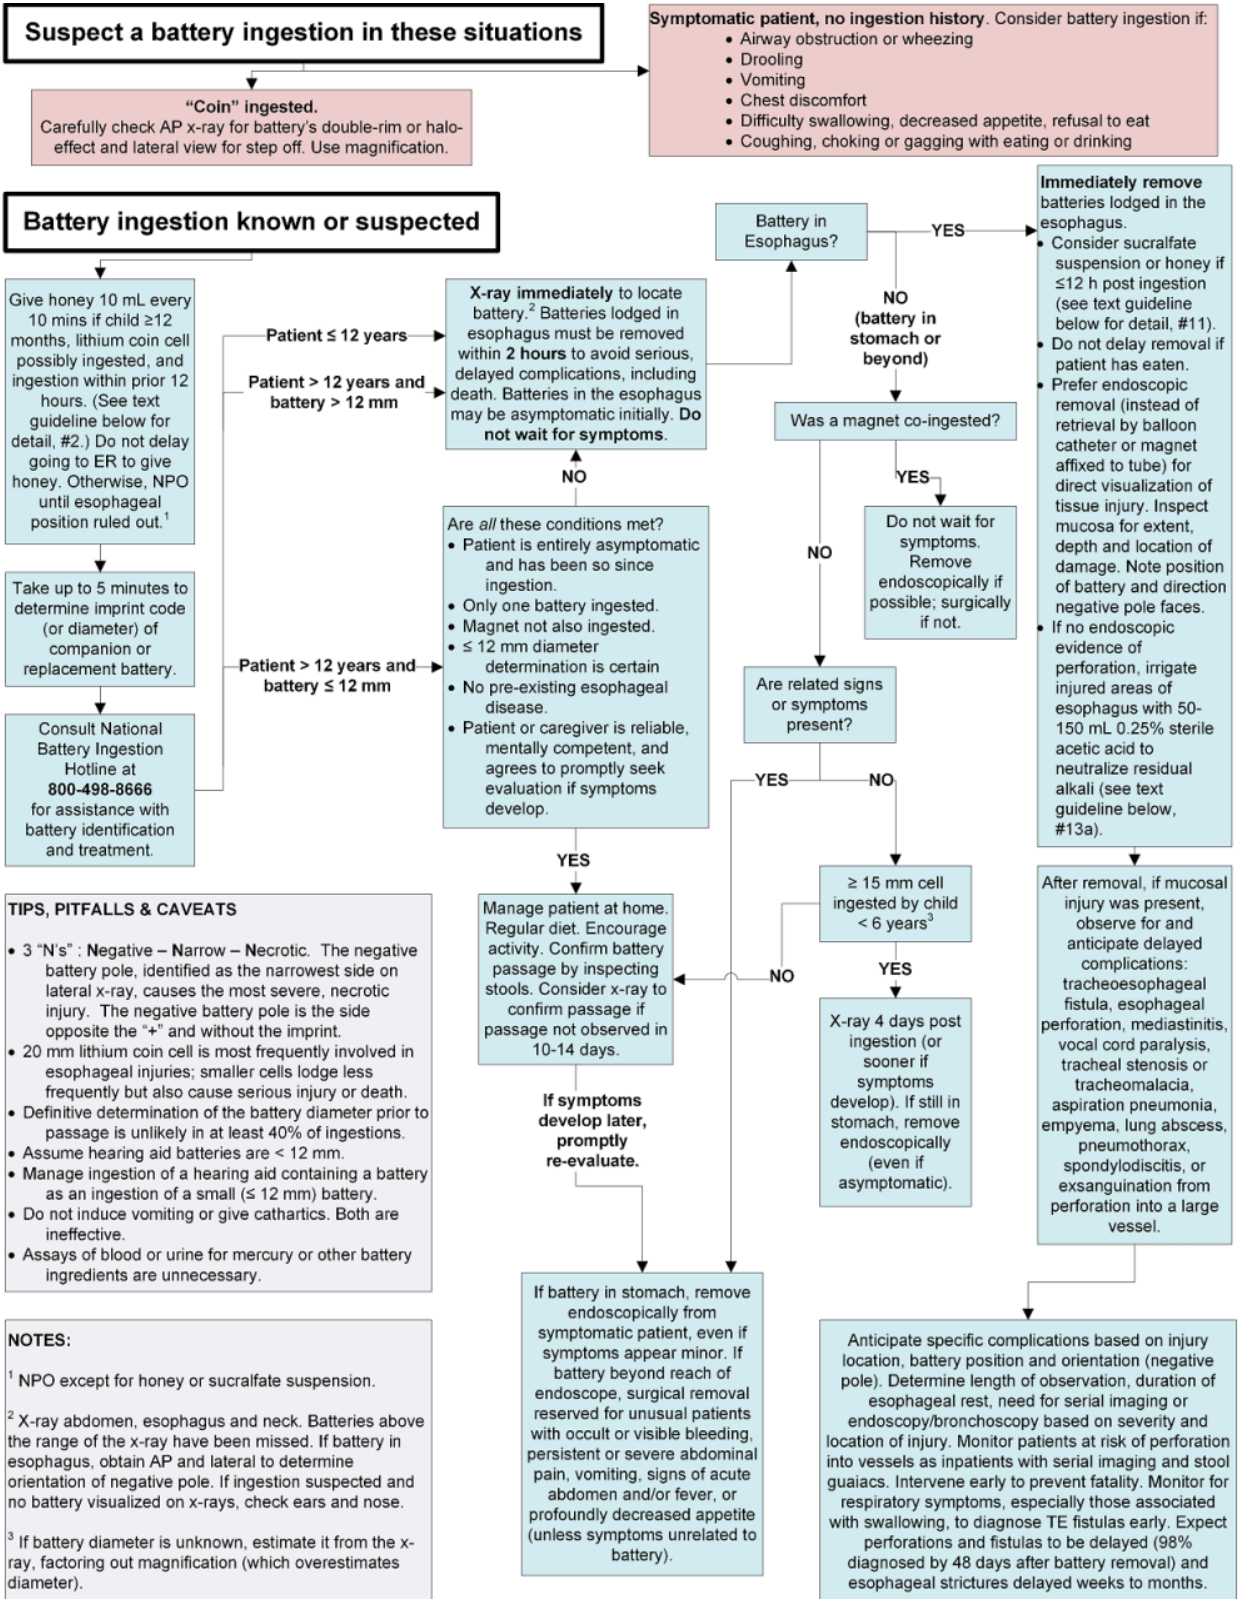 Suspect a battery ingestion in these situations
Symptomatic patient, no ingestion history. Consider battery ingestion if:
• Airway obstruction or wheezing
• Drooling
• Vomiting
• Chest discomfort
• Difficulty swallowing, decreased appetite, refusal to eat
• Coughing, choking or gagging with eating or drinking
“Coin” ingested.
Carefully check AP x-ray for battery’s double-rim or halo-
effect and lateral view for step off. Use magnification.
Battery ingestion known or suspected
Give honey 10 mL every
10 mins if child ≥12
months, lithium coin cell
possibly ingested, and
ingestion within prior 12
hours. (See text
guideline below for
detail, #2.) Do not delay
going to ER to give
honey. Otherwise, NPO
until esophageal
position ruled out.1
Take up to 5 minutes to
determine imprint code
(or diameter) of
companion or
replacement battery.
Consult National
Battery Ingestion
Hotline at
800-498-8666
for assistance with
battery identification
and treatment.
Patient ≤ 12 years
Patient > 12 years and
battery > 12 mm
Patient > 12 years and
battery ≤ 12 mm
X-ray immediately to locate
battery.2 Batteries lodged in
esophagus must be removed
within 2 hours to avoid serious,
delayed complications, including
death. Batteries in the esophagus
may be asymptomatic initially. Do
not wait for symptoms.
NO
Are all these conditions met?
• Patient is entirely asymptomatic
and has been so since
ingestion.
• Only one battery ingested.
• Magnet not also ingested.
• ≤ 12 mm diameter
determination is certain
• No pre-existing esophageal
disease.
• Patient or caregiver is reliable,
mentally competent, and
agrees to promptly seek
evaluation if symptoms
develop.
YES
Manage patient at home.
Regular diet. Encourage
activity. Confirm battery
passage by inspecting
stools. Consider x-ray to
confirm passage if
passage not observed in
10-14 days.
If symptoms
develop later,
promptly
re-evaluate.
Battery in
Esophagus?
YES
NO
(battery in
stomach or
beyond)
Was a magnet co-ingested?
YES
NO
Do not wait for
symptoms.
Remove
endoscopically if
possible; surgically
if not.
Are related signs
or symptoms
present?
YES
NO
≥ 15 mm cell
ingested by child
< 6 years3
NO
YES
X-ray 4 days post
ingestion (or
sooner if
symptoms
develop). If still in
stomach, remove
endoscopically
(even if
asymptomatic).
If battery in stomach, remove
endoscopically from
symptomatic patient, even if
symptoms appear minor. If
battery beyond reach of
endoscope, surgical removal
reserved for unusual patients
with occult or visible bleeding,
persistent or severe abdominal
pain, vomiting, signs of acute
abdomen and/or fever, or
profoundly decreased appetite
(unless symptoms unrelated to
battery).
Immediately remove
batteries lodged in the
esophagus.
• Consider sucralfate
suspension or honey if
≤12 h post ingestion
(see text guideline
below for detail, #11).
• Do not delay removal if
patient has eaten.
• Prefer endoscopic
removal (instead of
retrieval by balloon
catheter or magnet
affixed to tube) for
direct visualization of
tissue injury. Inspect
mucosa for extent,
depth and location of
damage. Note position
of battery and direction
negative pole faces.
• If no endoscopic
evidence of
perforation, irrigate
injured areas of
esophagus with 50-
150 mL 0.25% sterile
acetic acid to
neutralize residual
alkali (see text
guideline below,
#13a).
After removal, if mucosal
injury was present,
observe for and
anticipate delayed
complications:
tracheoesophageal
fistula, esophageal
perforation, mediastinitis,
vocal cord paralysis,
tracheal stenosis or
tracheomalacia,
aspiration pneumonia,
empyema, lung abscess,
pneumothorax,
spondylodiscitis, or
exsanguination from
perforation into a large
vessel.
Anticipate specific complications based on injury
location, battery position and orientation (negative
pole). Determine length of observation, duration of
esophageal rest, need for serial imaging or
endoscopy/bronchoscopy based on severity and
location of injury. Monitor patients at risk of perforation
into vessels as inpatients with serial imaging and stool
guaiacs. Intervene early to prevent fatality. Monitor for
respiratory symptoms, especially those associated
with swallowing, to diagnose TE fistulas early. Expect
perforations and fistulas to be delayed (98%
diagnosed by 48 days after battery removal) and
esophageal strictures delayed weeks to months.
TIPS, PITFALLS & CAVEATS
• 3 “N’s” : Negative – Narrow – Necrotic. The negative
battery pole, identified as the narrowest side on
lateral x-ray, causes the most severe, necrotic
injury. The negative battery pole is the side
opposite the “+” and without the imprint.
• 20 mm lithium coin cell is most frequently involved in
esophageal injuries; smaller cells lodge less
frequently but also cause serious injury or death.
• Definitive determination of the battery diameter prior to
passage is unlikely in at least 40% of ingestions.
• Assume hearing aid batteries are < 12 mm.
• Manage ingestion of a hearing aid containing a battery
as an ingestion of a small (≤ 12 mm) battery.
• Do not induce vomiting or give cathartics. Both are
ineffective.
• Assays of blood or urine for mercury or other battery
ingredients are unnecessary.
NOTES:
1 NPO except for honey or sucralfate suspension.
2 X-ray abdomen, esophagus and neck. Batteries above
the range of the x-ray have been missed. If battery in
esophagus, obtain AP and lateral to determine
orientation of negative pole. If ingestion suspected and
no battery visualized on x-rays, check ears and nose.
3 If battery diameter is unknown, estimate it from the x-
ray, factoring out magnification (which overestimates
diameter).